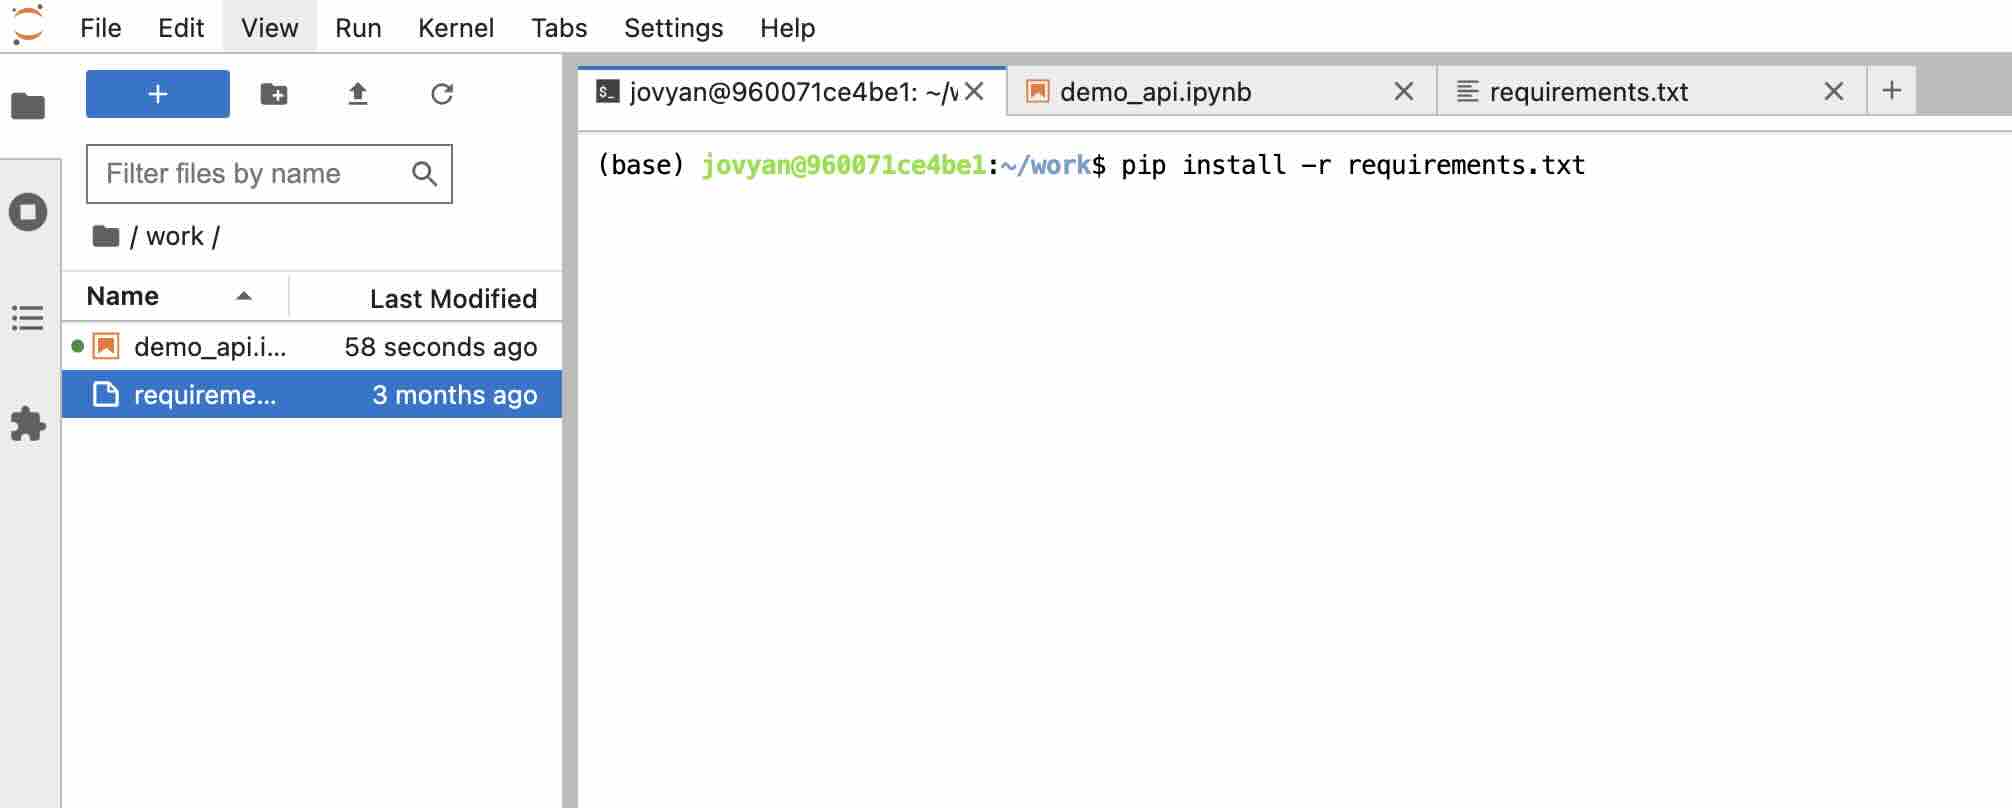 File Edit View Run Kernel Tabs Settings Help
+
Filter files by name
/ work /
Name Last Modified
demo_api.i... 58 seconds ago
requireme... 3 months ago
$_ jovyan@960071ce4be1: ~/w demo_api.ipynb requirements.txt +
(base) jovyan@960071ce4be1:~/work$ pip install -r requirements.txt